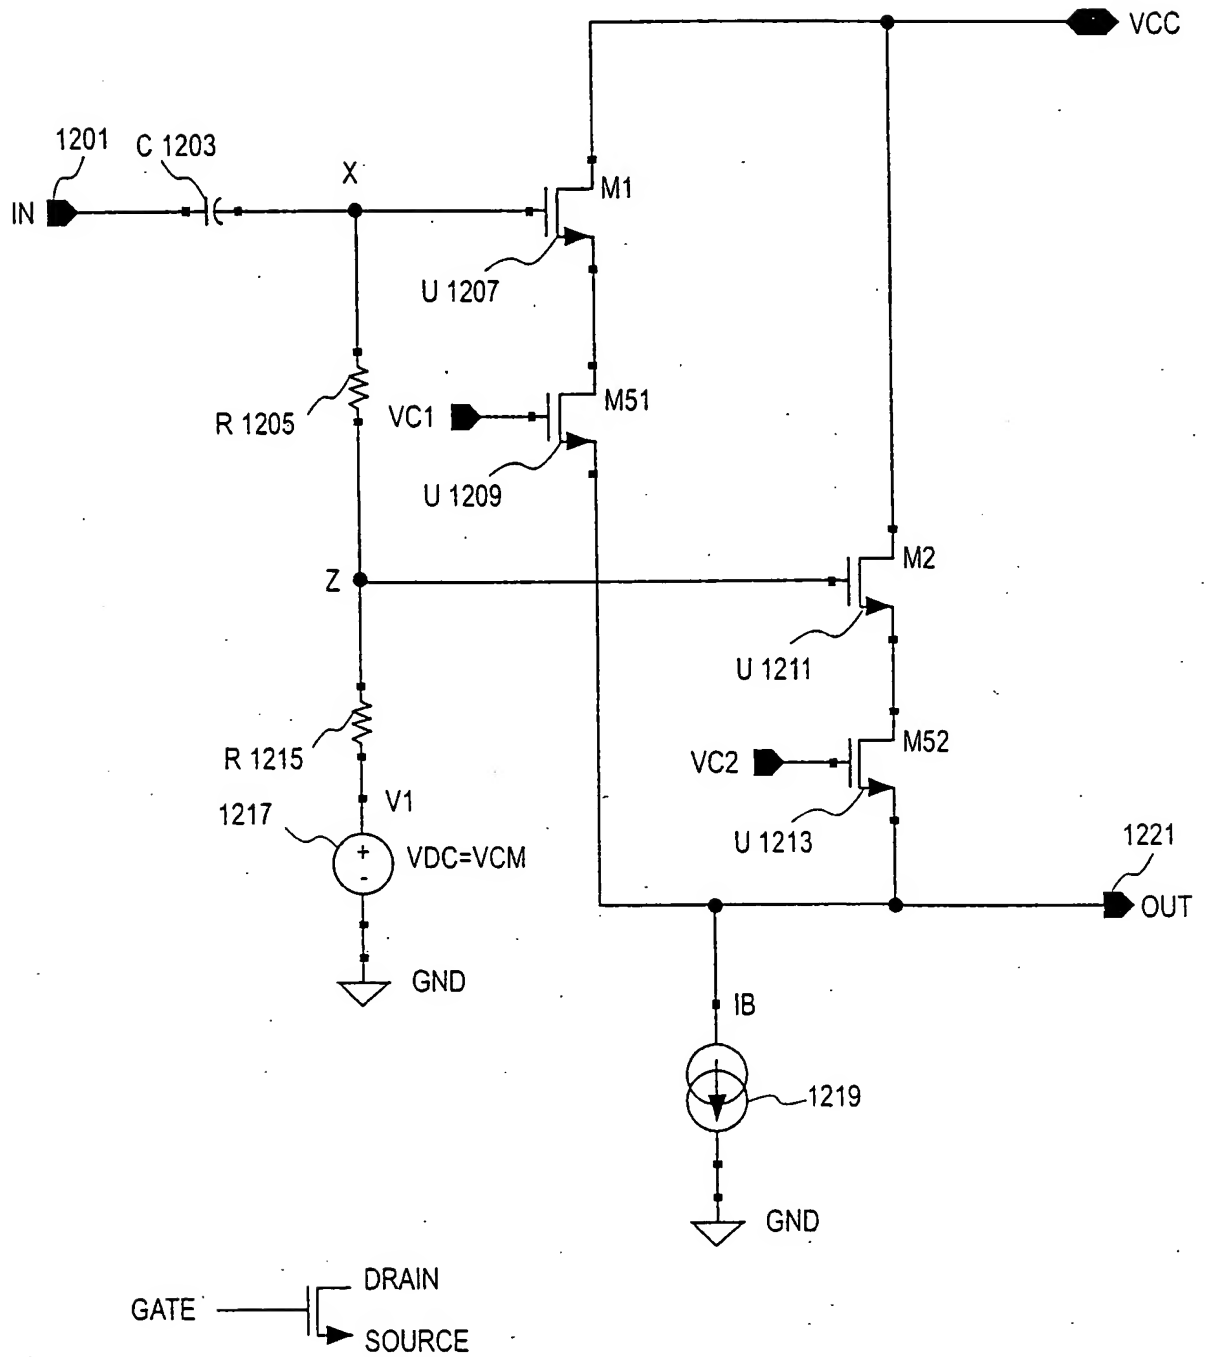 VCC
1201
C 1203
X
IN
M1
U 1207
R 1205
VC1
M51
U 1209
Z
M2
U 1211
R 1215
VC2
M52
V1
1217
VDC=VCM
+
-
U 1213
1221
OUT
GND
IB
1219
GND
DRAIN
GATE
SOURCE